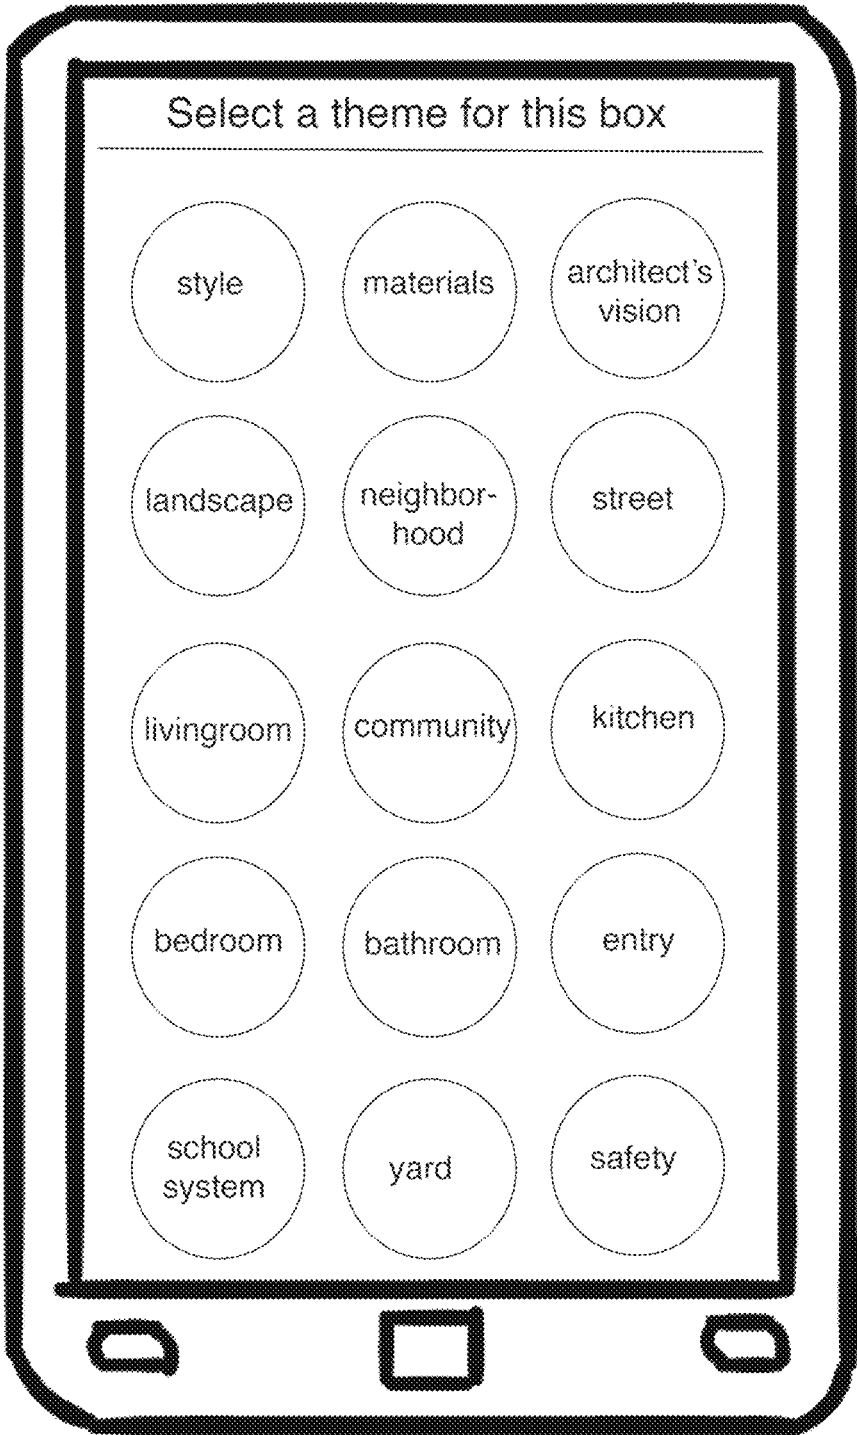 Select a theme for this box
style
materials
architect's
vision
landscape
neighbor-
hood
street
livingroom
community
kitchen
bedroom
bathroom
entry
school
system
yard
safety